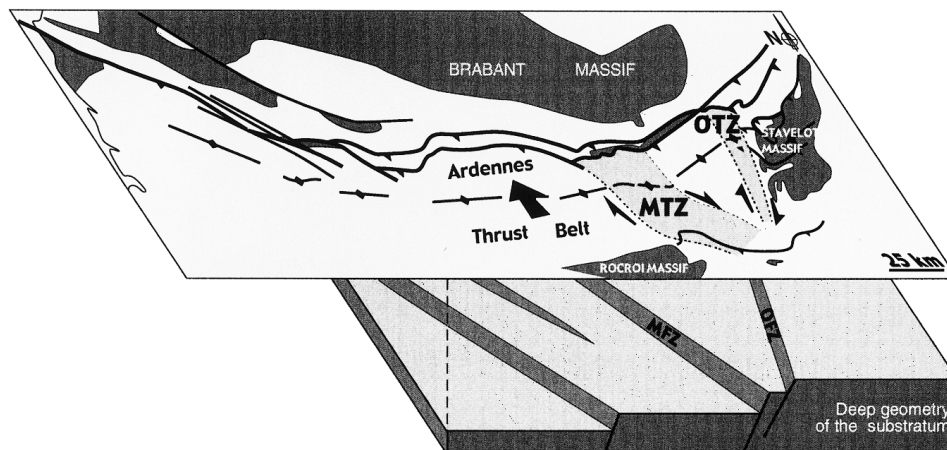 N
BRABANT MASSIF
OTZ
STAVELOT
MASSIF
Ardennes
MTZ
Thrust Belt
ROCROI MASSIF
25 km
MFZ
OFZ
Deep geometry
of the substratum